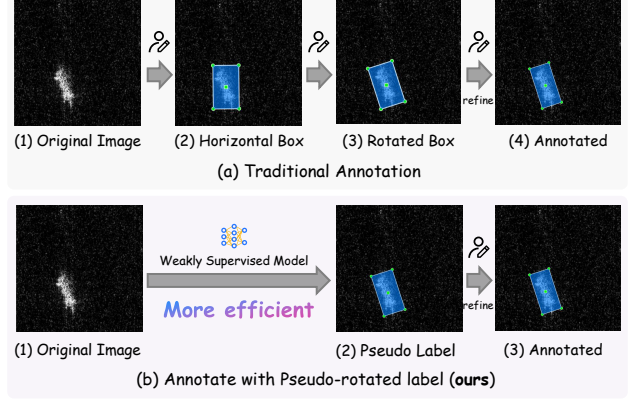 refine
(1) Original Image
(2) Horizontal Box
(3) Rotated Box
(4) Annotated
(a) Traditional Annotation
Weakly Supervised Model
More efficient
refine
(1) Original Image
(2) Pseudo Label
(3) Annotated
(b) Annotate with Pseudo-rotated label (ours)